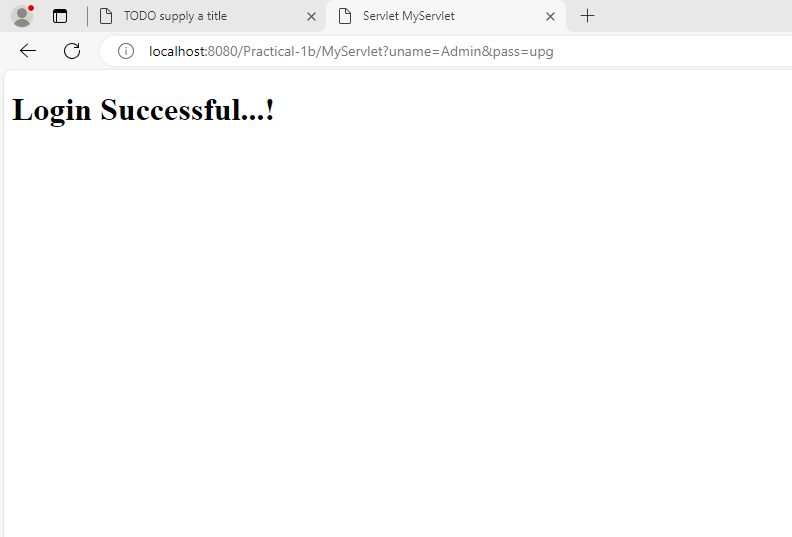 TODO supply a title
Servlet MyServlet
localhost:8080/Practical-1b/MyServlet?uname=Admin&pass=upg
Login Successful...!